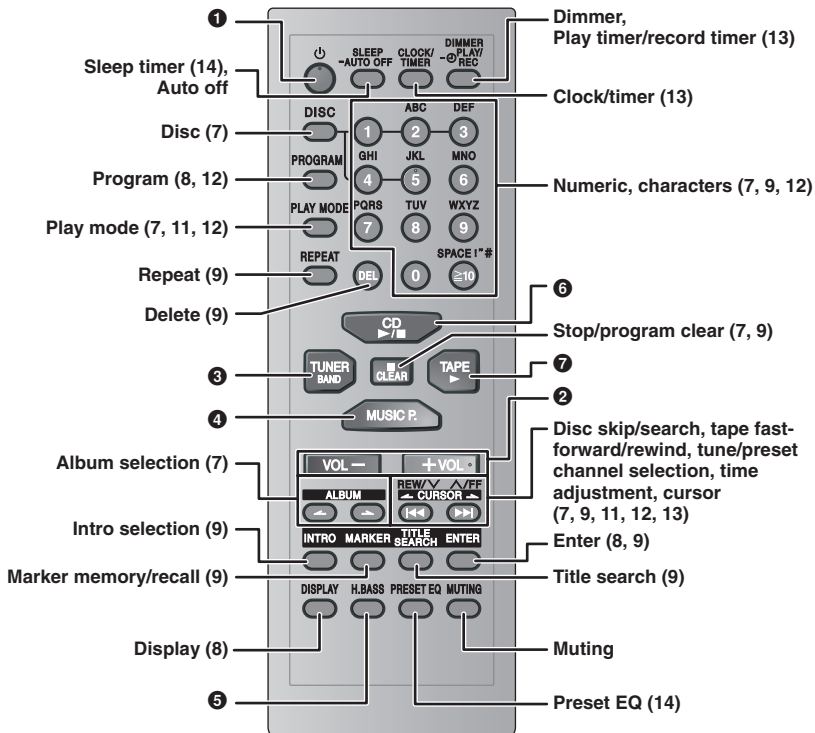 ❶
Dimmer,
Play timer/record timer (13)
Sleep timer (14),
Auto off
⏻
SLEEP
–AUTO OFF
CLOCK/
TIMER
DIMMER
–⏲PLAY/
REC
Clock/timer (13)
Disc (7)
DISC
ABC
DEF
1
2
3
Program (8, 12)
PROGRAM
GHI
JKL
MNO
4
5
6
Numeric, characters (7, 9, 12)
Play mode (7, 11, 12)
PLAY MODE
PQRS
TUV
WXYZ
7
8
9
Repeat (9)
REPEAT
SPACE ! " #
DEL
0
≧10
Delete (9)
❻
CD
►/■
Stop/program clear (7, 9)
❸
TUNER
BAND
■
CLEAR
TAPE
►
❼
❹
MUSIC P.
❷
VOL –
+ VOL
Disc skip/search, tape fast-
forward/rewind, tune/preset
channel selection, time
adjustment, cursor
(7, 9, 11, 12, 13)
Album selection (7)
ALBUM
REW/∨ ∧/FF
CURSOR
Intro selection (9)
INTRO
MARKER
TITLE
SEARCH
ENTER
Enter (8, 9)
Marker memory/recall (9)
Title search (9)
DISPLAY
H.BASS
PRESET EQ
MUTING
Display (8)
Muting
❺
Preset EQ (14)